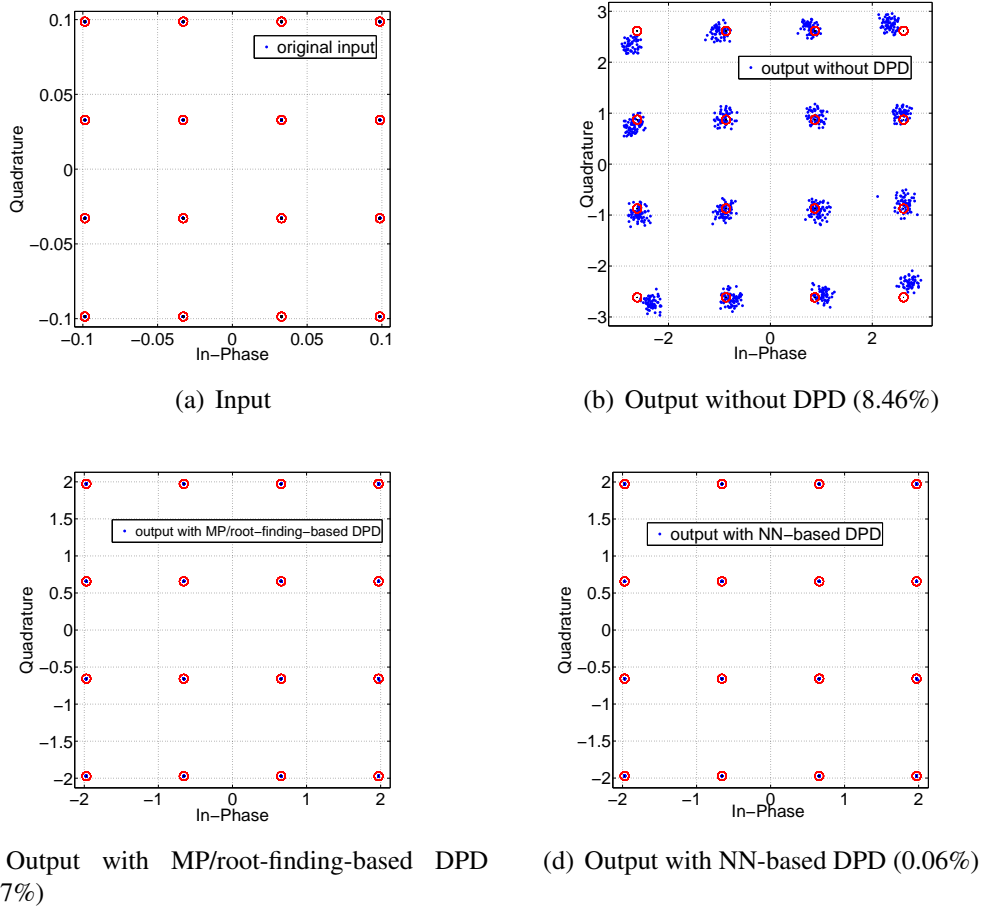 0.1
0.05
0
−0.05
−0.1
Quadrature
original input
−0.1 −0.05 0 0.05 0.1
In−Phase
(a) Input
3
2
1
0
−1
−2
−3
Quadrature
output without DPD
−2 0 2
In−Phase
(b) Output without DPD (8.46%)
2
1.5
1
0.5
0
−0.5
−1
−1.5
−2
Quadrature
output with MP/root−finding−based DPD
−2 −1 0 1 2
In−Phase
Output with MP/root-finding-based DPD
7%)
2
1.5
1
0.5
0
−0.5
−1
−1.5
−2
Quadrature
output with NN−based DPD
−2 −1 0 1 2
In−Phase
(d) Output with NN-based DPD (0.06%)